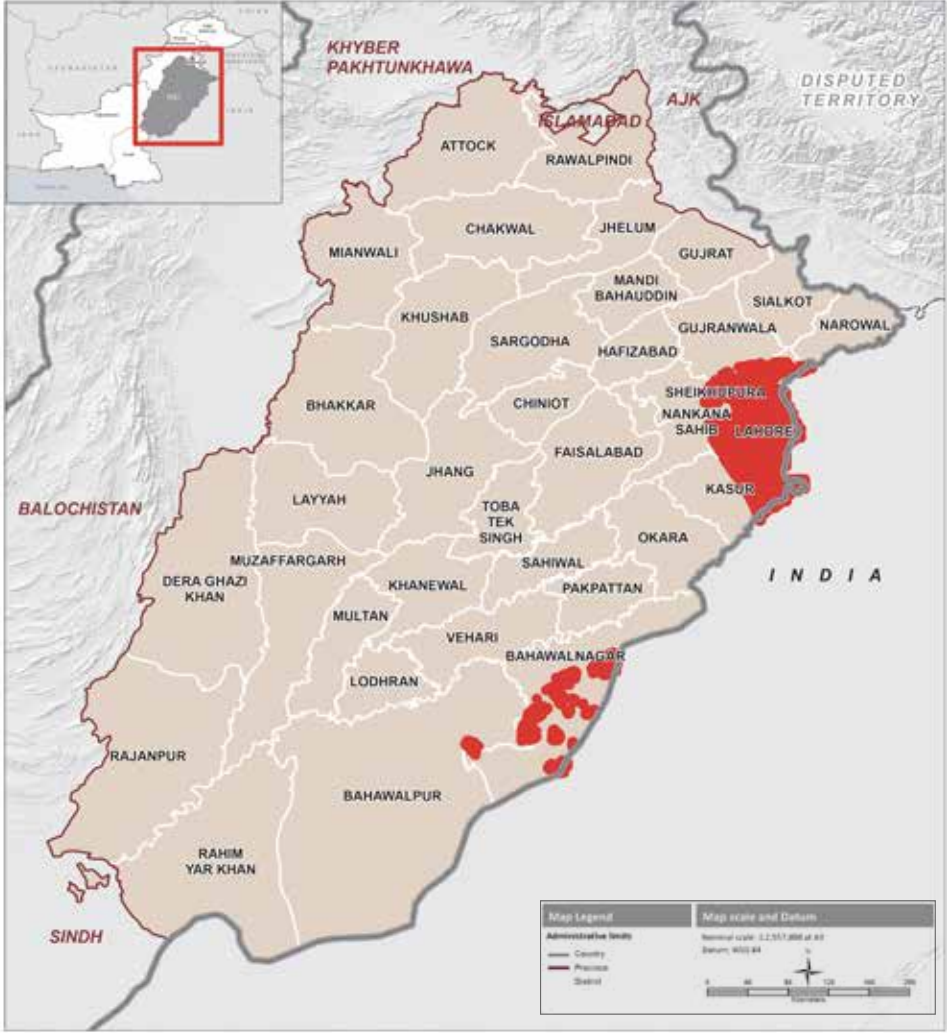 KHYBER
PAKHTUNKHAWA
AJK
DISPUTED
TERRITORY
ISLAMABAD
ATTOCK
RAWALPINDI
CHAKWAL
JHELUM
MIANWALI
GUJRAT
MANDI
BAHAUDDIN
SIALKOT
KHUSHAB
NAROWAL
GUJRANWALA
SARGODHA
HAFIZABAD
SHEIKHUPURA
BHAKKAR
CHINIOT
NANKANA
SAHIB
LAHORE
FAISALABAD
JHANG
KASUR
LAYYAH
BALOCHISTAN
TOBA
TEK
SINGH
OKARA
MUZAFFARGARH
SAHIWAL
INDIA
DERA GHAZI
KHAN
KHANEWAL
PAKPATTAN
MULTAN
VEHARI
BAHAWALNAGAR
LODHRAN
RAJANPUR
BAHAWALPUR
RAHIM
YAR KHAN
SINDH
Map Legend
Administrative limits
Country
Province
District
Map scale and Datum
Kilometers